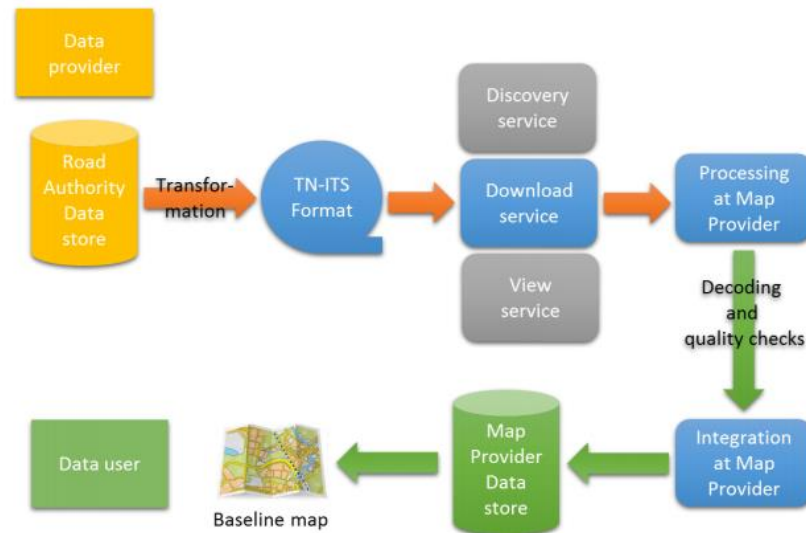 Data
provider
Road
Authority
Data
store
Transfor-
mation
TN-ITS
Format
Discovery
service
Download
service
View
service
Processing
at Map
Provider
Decoding
and
quality checks
Integration
at Map
Provider
Map
Provider
Data
store
Baseline map
Data user